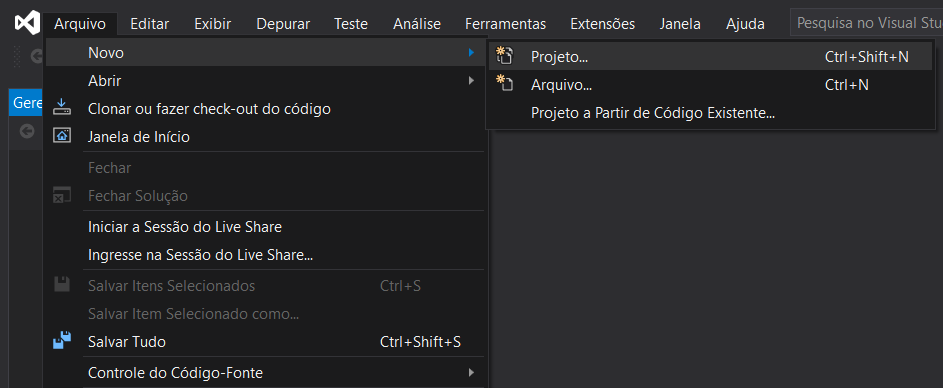 Arquivo Editar Exibir Depurar Teste Análise Ferramentas Extensões Janela Ajuda Pesquisa no Visual Stu
Novo
Projeto... Ctrl+Shift+N
Abrir
Arquivo... Ctrl+N
Gere
Clonar ou fazer check-out do código
Projeto a Partir de Código Existente...
Janela de Início
Fechar
Fechar Solução
Iniciar a Sessão do Live Share
Ingresse na Sessão do Live Share...
Salvar Itens Selecionados Ctrl+S
Salvar Item Selecionado como...
Salvar Tudo Ctrl+Shift+S
Controle do Código-Fonte